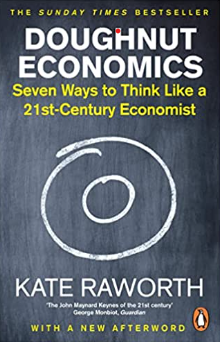 THE SUNDAY TIMES BESTSELLER
DOUGHNUT
ECONOMICS
Seven Ways to Think Like a
21st-Century Economist
KATE RAWORTH
'The John Maynard Keynes of the 21st century'
George Monbiot, Guardian
WITH A NEW AFTERWORD